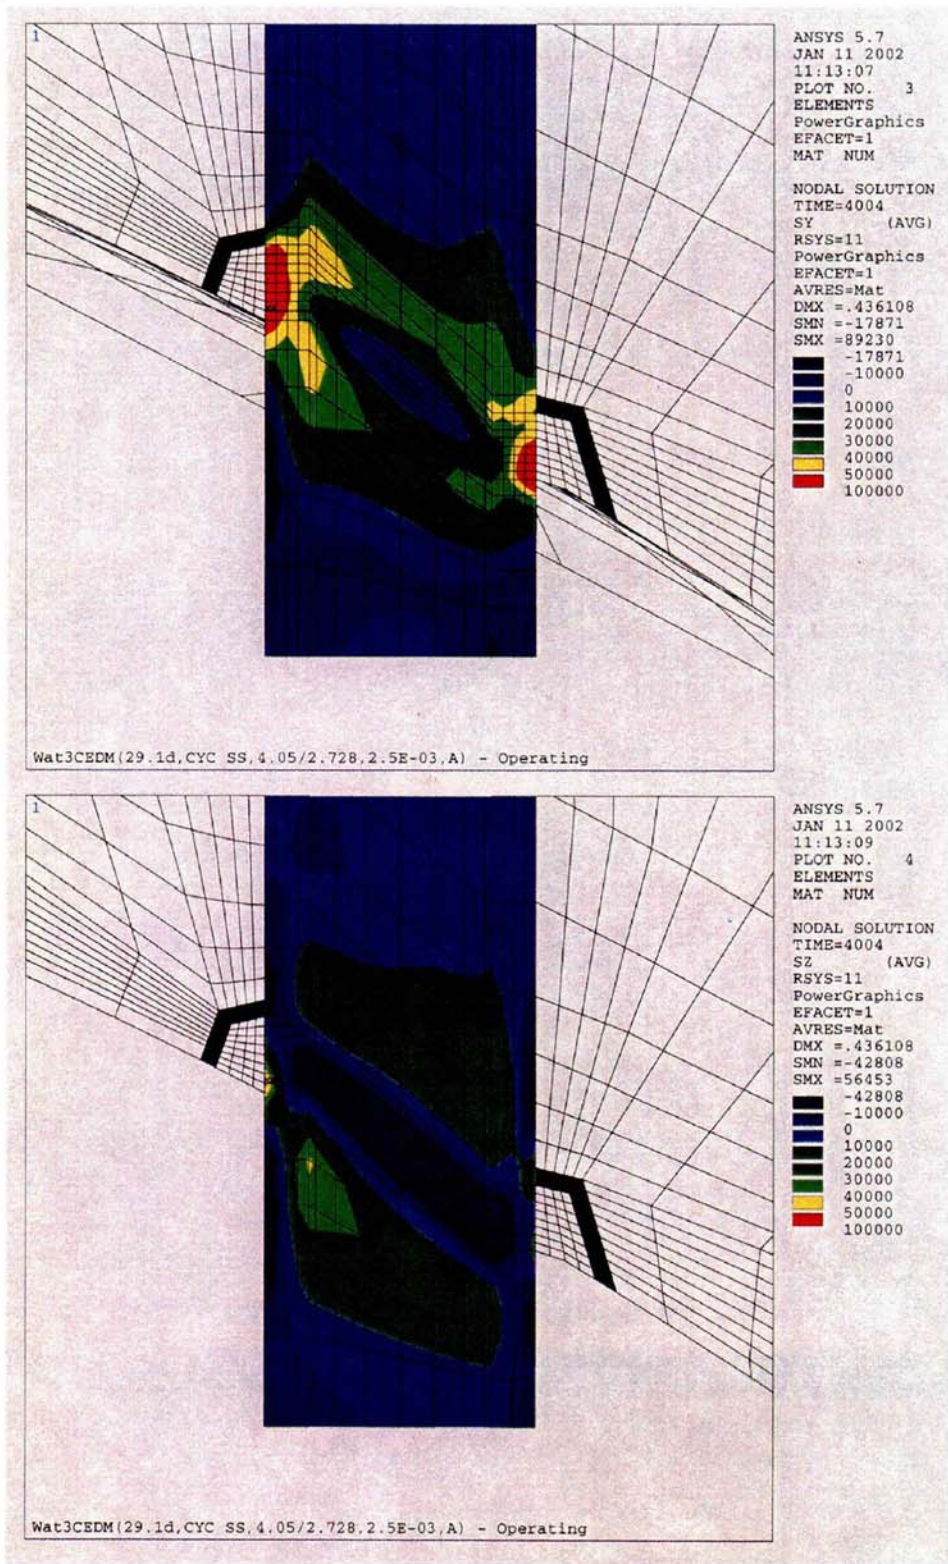 1
ANSYS 5.7
JAN 11 2002
11:13:07
PLOT NO. 3
ELEMENTS
PowerGraphics
EFACET=1
MAT NUM
NODAL SOLUTION
TIME=4004
SY (AVG)
RSYS=11
PowerGraphics
EFACET=1
AVRES=Mat
DMX =.436108
SMN =-17871
SMX =89230
-17871
-10000
0
10000
20000
30000
40000
50000
100000
Wat3CEDM(29.1d,CYC SS,4.05/2.728,2.5E-03,A) - Operating
1
ANSYS 5.7
JAN 11 2002
11:13:09
PLOT NO. 4
ELEMENTS
MAT NUM
NODAL SOLUTION
TIME=4004
SZ (AVG)
RSYS=11
PowerGraphics
EFACET=1
AVRES=Mat
DMX =.436108
SMN =-42808
SMX =56453
-42808
-10000
0
10000
20000
30000
40000
50000
100000
Wat3CEDM(29.1d,CYC SS,4.05/2.728,2.5E-03,A) - Operating